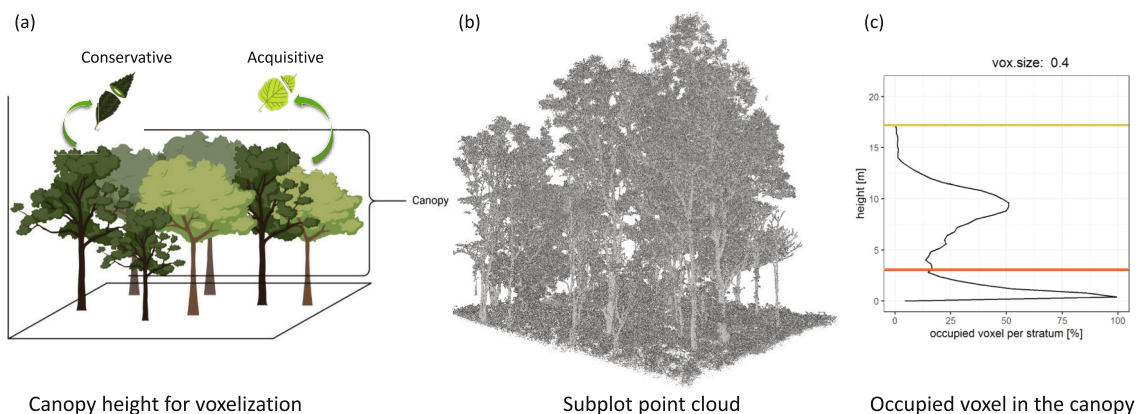 (a)
Conservative
Acquisitive
Canopy
Canopy height for voxelization
(b)
Subplot point cloud
(c)
vox.size: 0.4
height [m]
20
15
10
5
0
0
25
50
75
100
occupied voxel per stratum [%]
Occupied voxel in the canopy